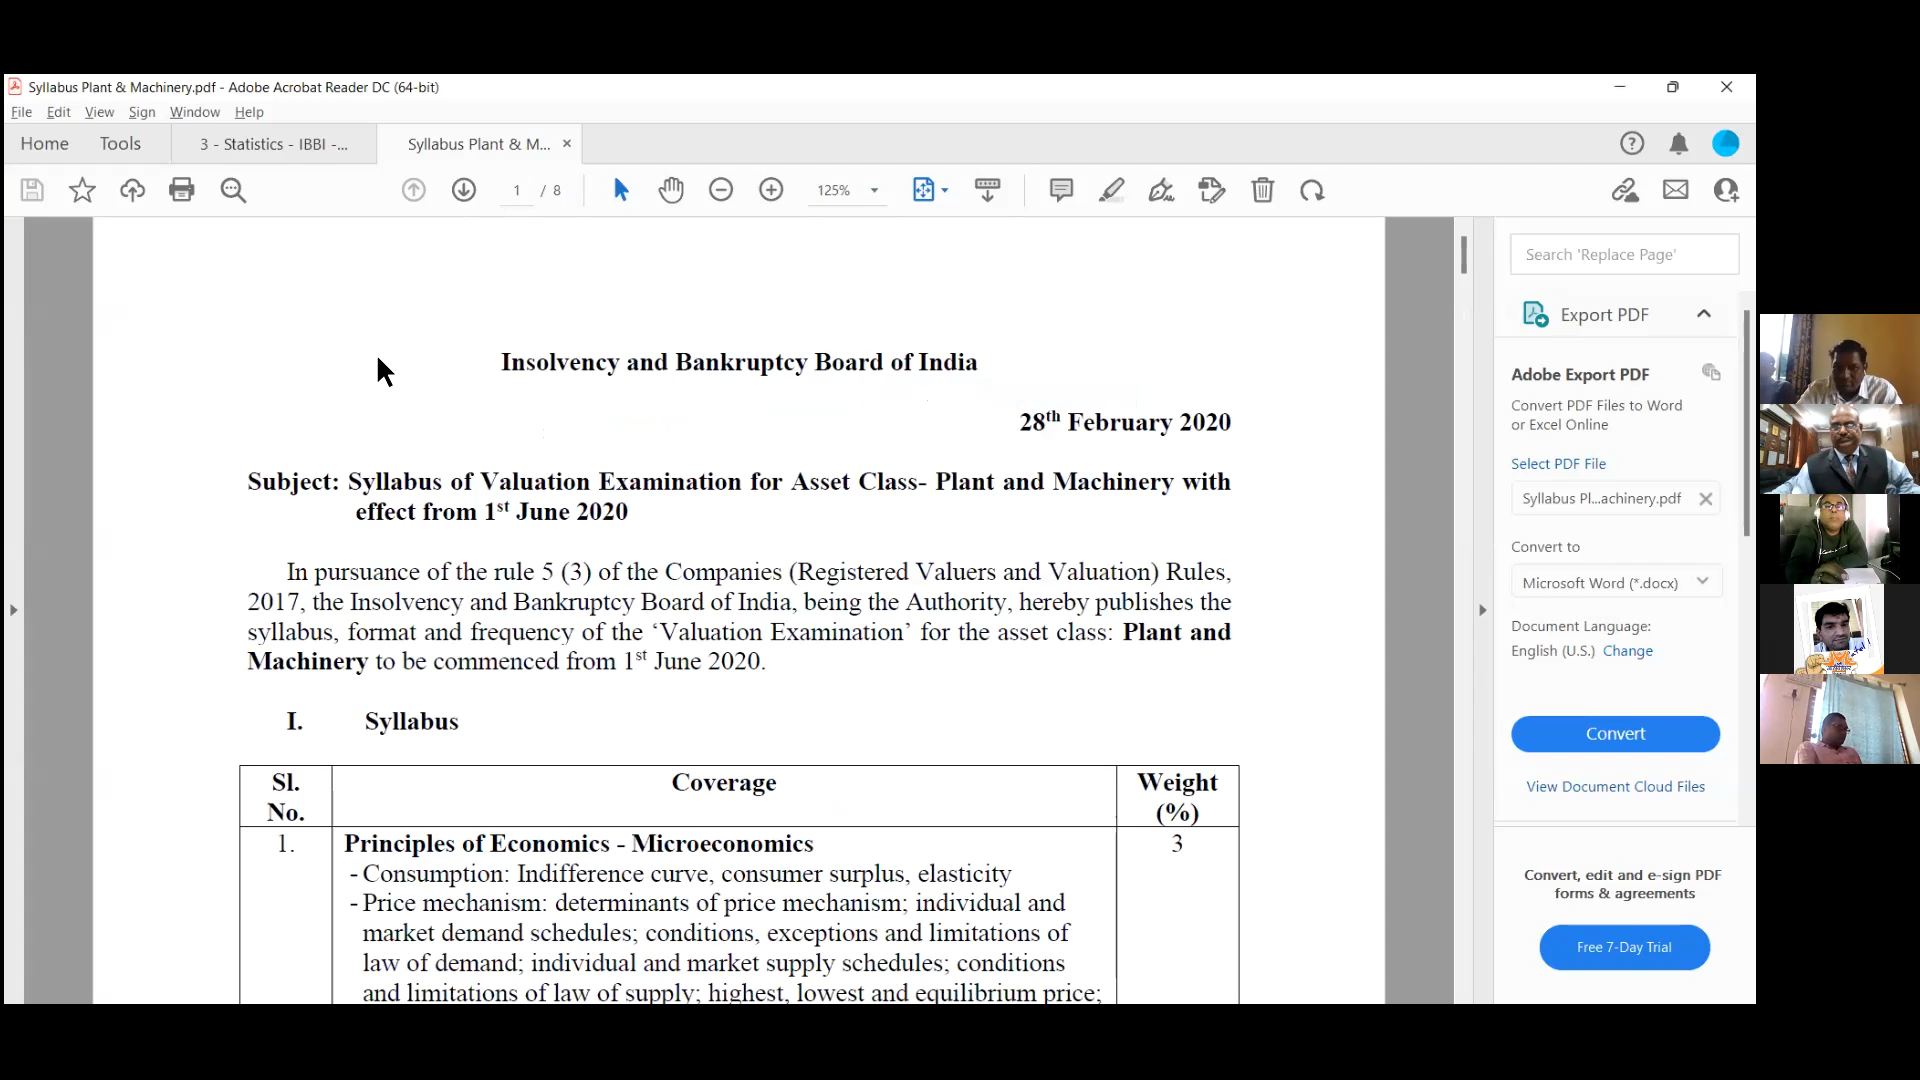 Syllabus Plant & Machinery.pdf - Adobe Acrobat Reader DC (64-bit)
File Edit View Sign Window Help
Home Tools 3 - Statistics - IBBI -... Syllabus Plant & M...
1 / 8 125%
Insolvency and Bankruptcy Board of India
28th February 2020
Subject: Syllabus of Valuation Examination for Asset Class- Plant and Machinery with
effect from 1st June 2020
In pursuance of the rule 5 (3) of the Companies (Registered Valuers and Valuation) Rules,
2017, the Insolvency and Bankruptcy Board of India, being the Authority, hereby publishes the
syllabus, format and frequency of the ‘Valuation Examination’ for the asset class: Plant and
Machinery to be commenced from 1st June 2020.
I. Syllabus
Sl. Coverage Weight
No. (%)
1. Principles of Economics - Microeconomics 3
- Consumption: Indifference curve, consumer surplus, elasticity
- Price mechanism: determinants of price mechanism; individual and
market demand schedules; conditions, exceptions and limitations of
law of demand; individual and market supply schedules; conditions
and limitations of law of supply; highest, lowest and equilibrium price;
Search 'Replace Page'
Export PDF
Adobe Export PDF
Convert PDF Files to Word
or Excel Online
Select PDF File
Syllabus Pl...achinery.pdf
Convert to
Microsoft Word (*.docx)
Document Language:
English (U.S.) Change
Convert
View Document Cloud Files
Convert, edit and e-sign PDF
forms & agreements
Free 7-Day Trial